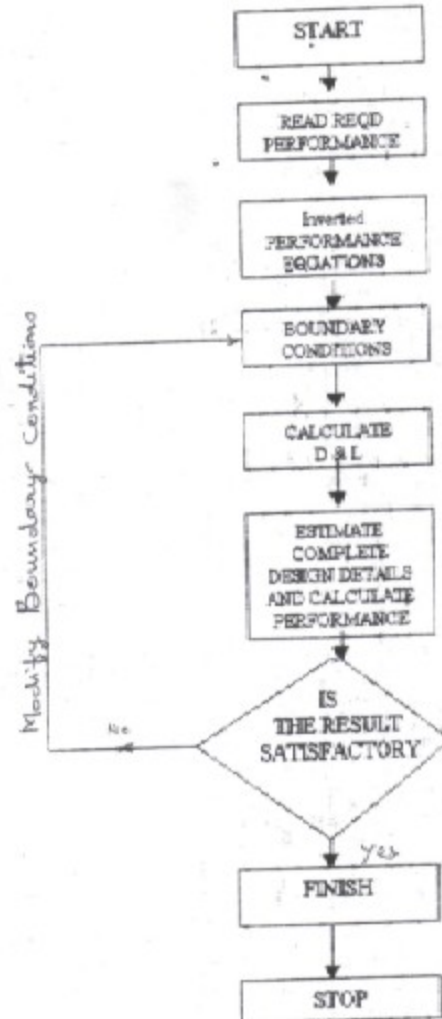 START
READ REQD
PERFORMANCE
Inverted
PERFORMANCE
EQUATIONS
BOUNDARY
CONDITIONS
CALCULATE
D & L
ESTIMATE
COMPLETE
DESIGN DETAILS
AND CALCULATE
PERFORMANCE
IS
THE RESULT
SATISFACTORY
No
Modify Boundary Conditions
Yes
FINISH
STOP